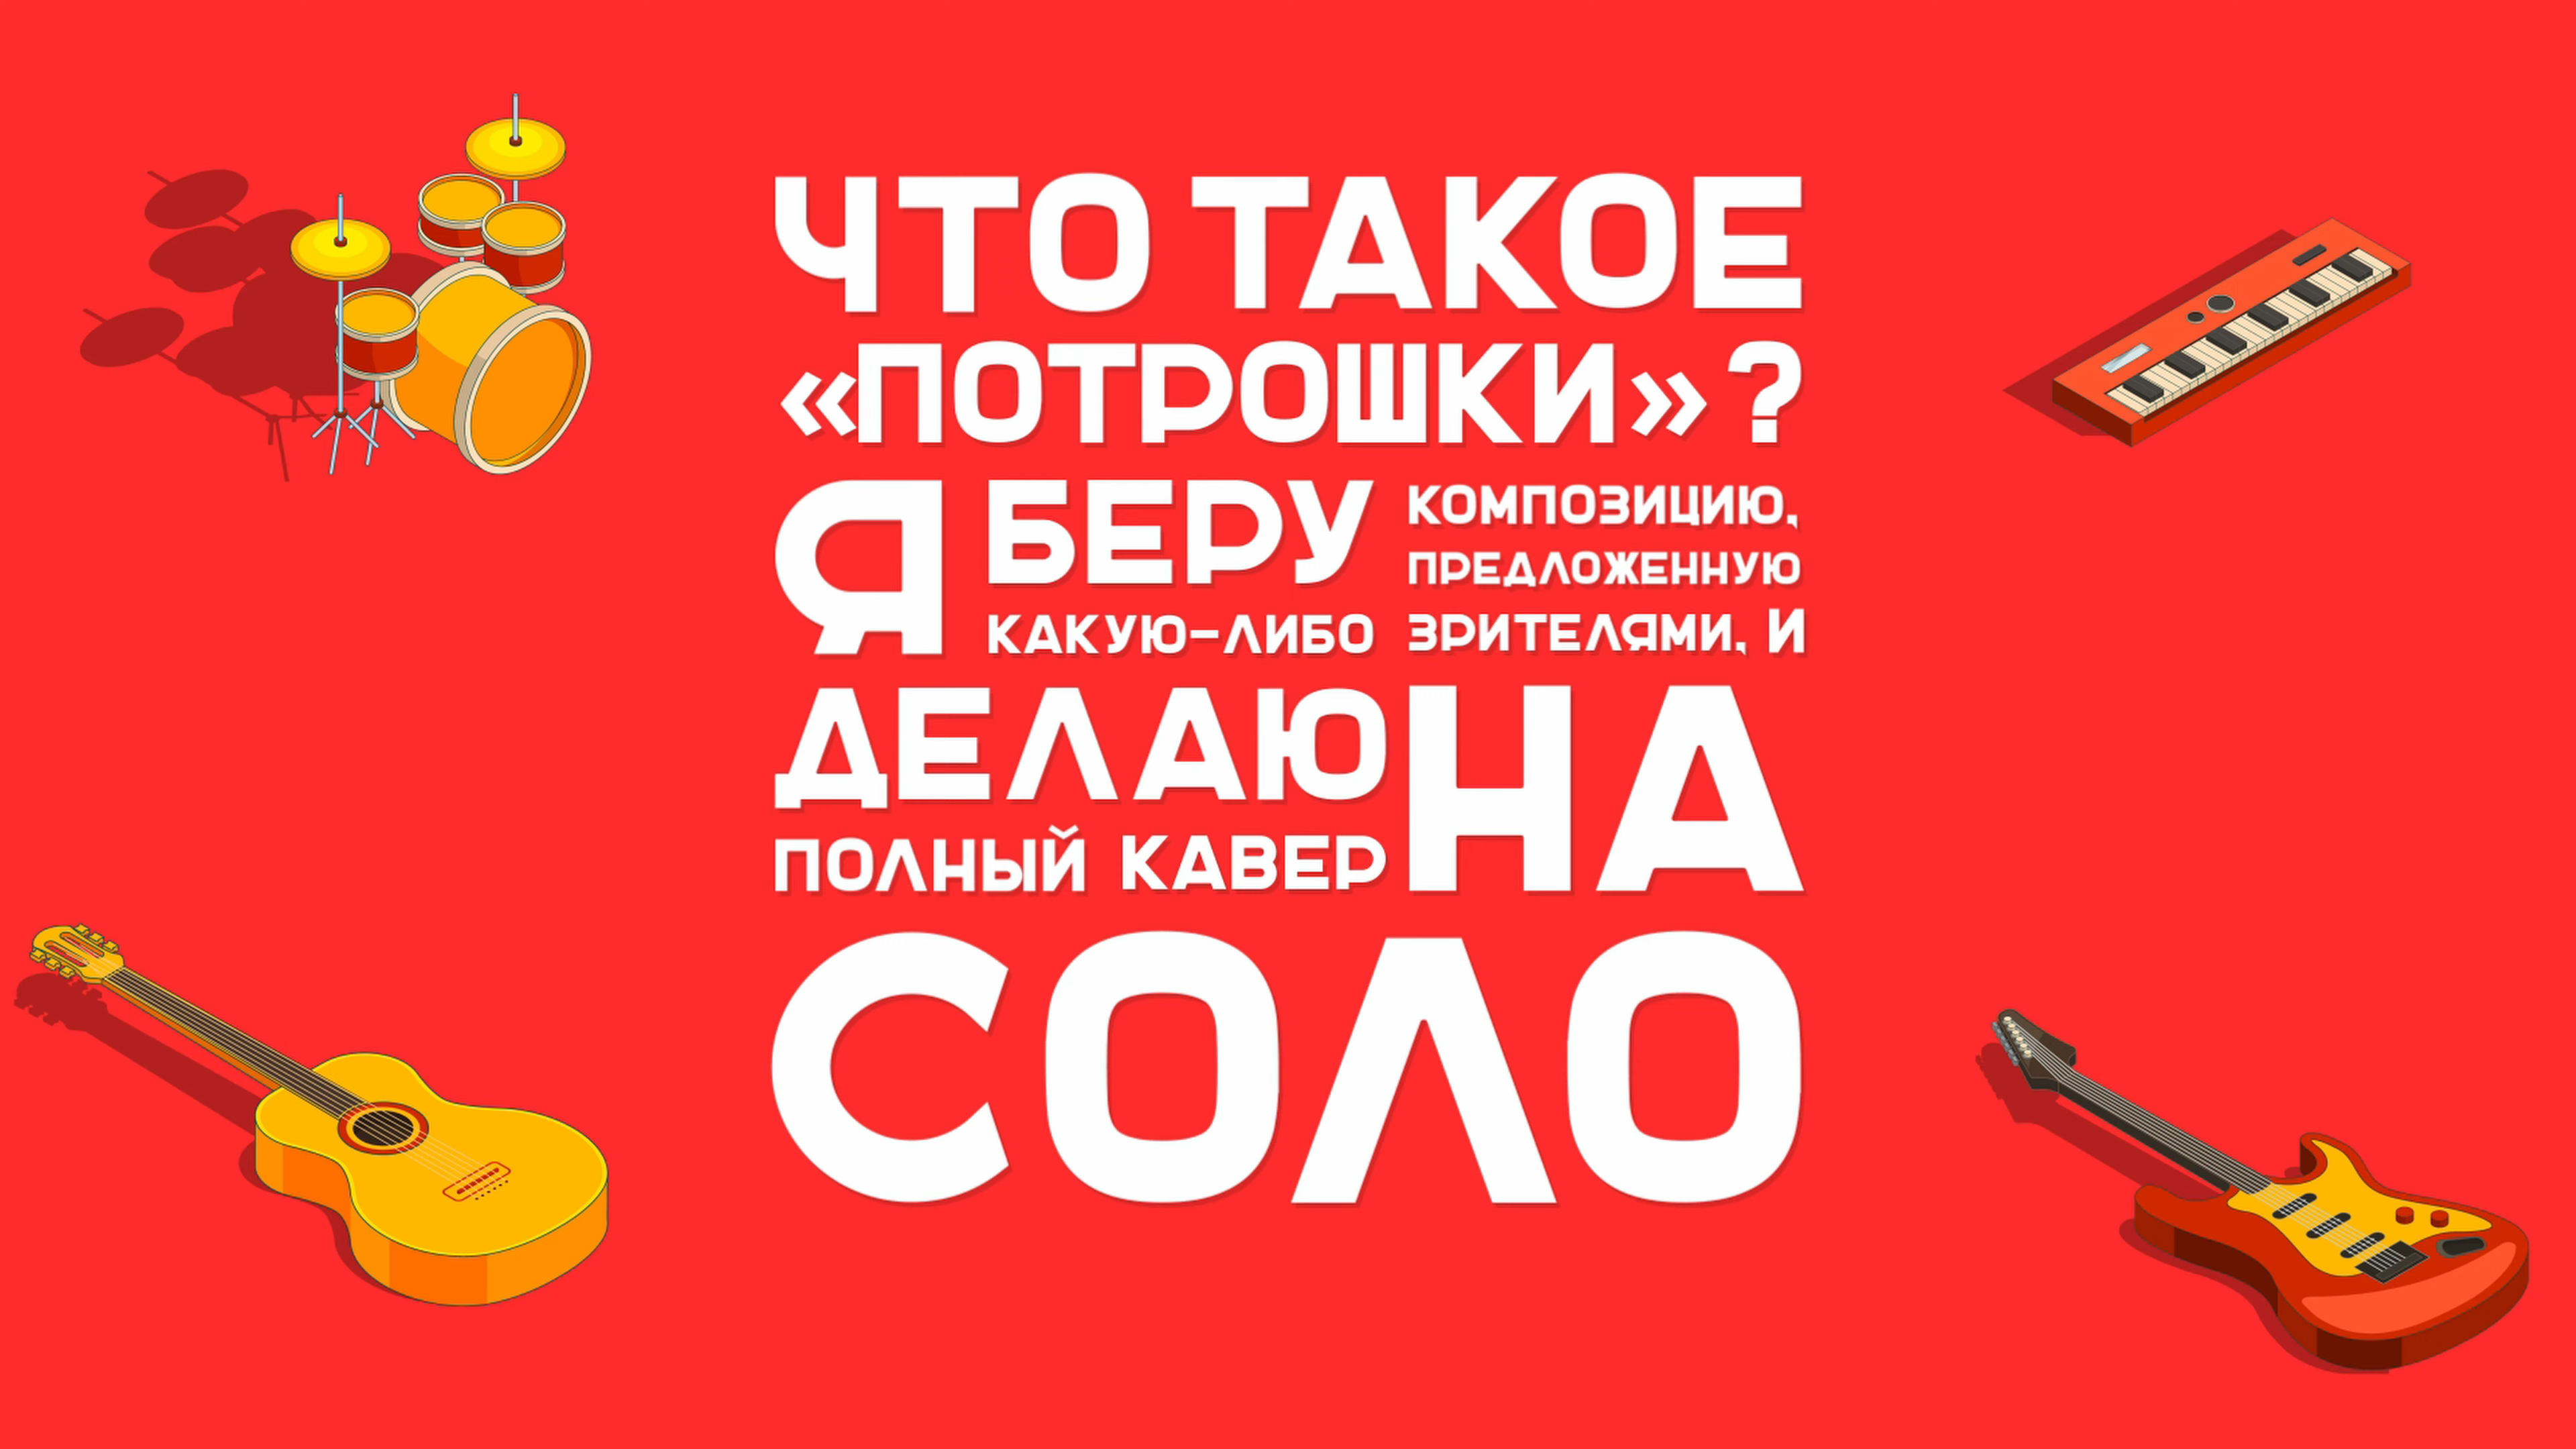 ЧТО ТАКОЕ
«ПОТРОШКИ»?
Я БЕРУ
КАКУЮ-ЛИБО
КОМПОЗИЦИЮ,
ПРЕДЛОЖЕННУЮ
ЗРИТЕЛЯМИ, И
ДЕЛАЮ
ПОЛНЫЙ КАВЕР
НА
СОЛО